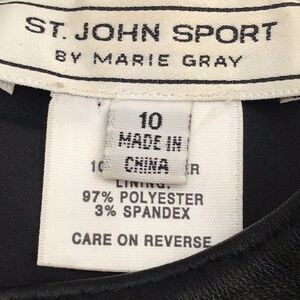 ST. JOHN SPORT
BY MARIE GRAY
10
MADE IN
CHINA
LINING:
97% POLYESTER
3% SPANDEX
CARE ON REVERSE